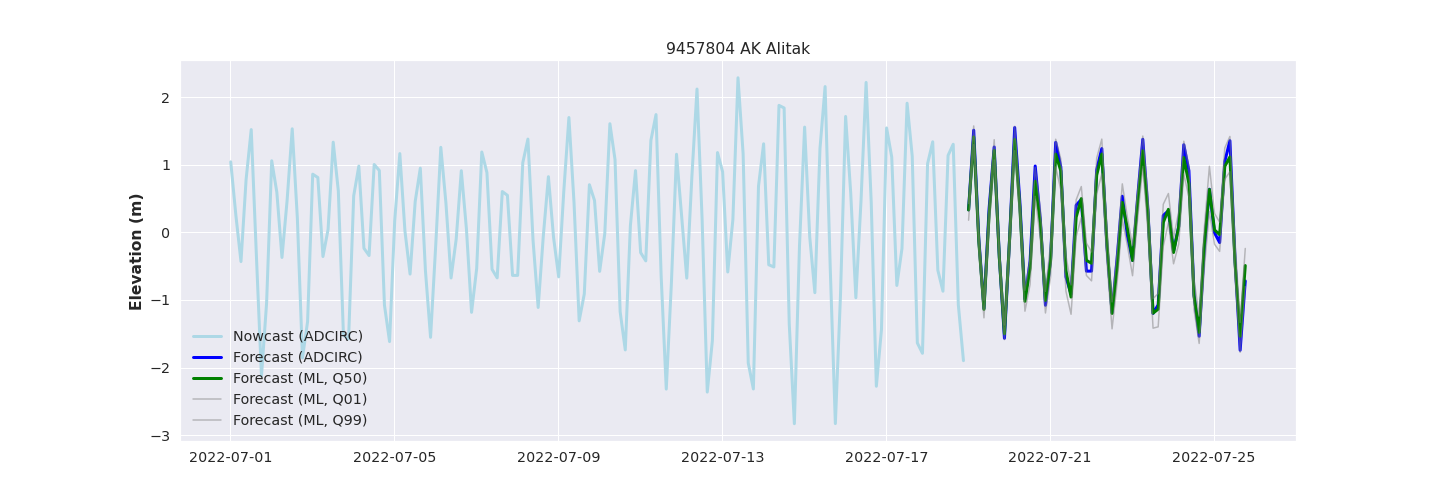 9457804 AK Alitak
Elevation (m)
2
1
0
−1
−2
−3
Nowcast (ADCIRC)
Forecast (ADCIRC)
Forecast (ML, Q50)
Forecast (ML, Q01)
Forecast (ML, Q99)
2022-07-01 2022-07-05 2022-07-09 2022-07-13 2022-07-17 2022-07-21 2022-07-25